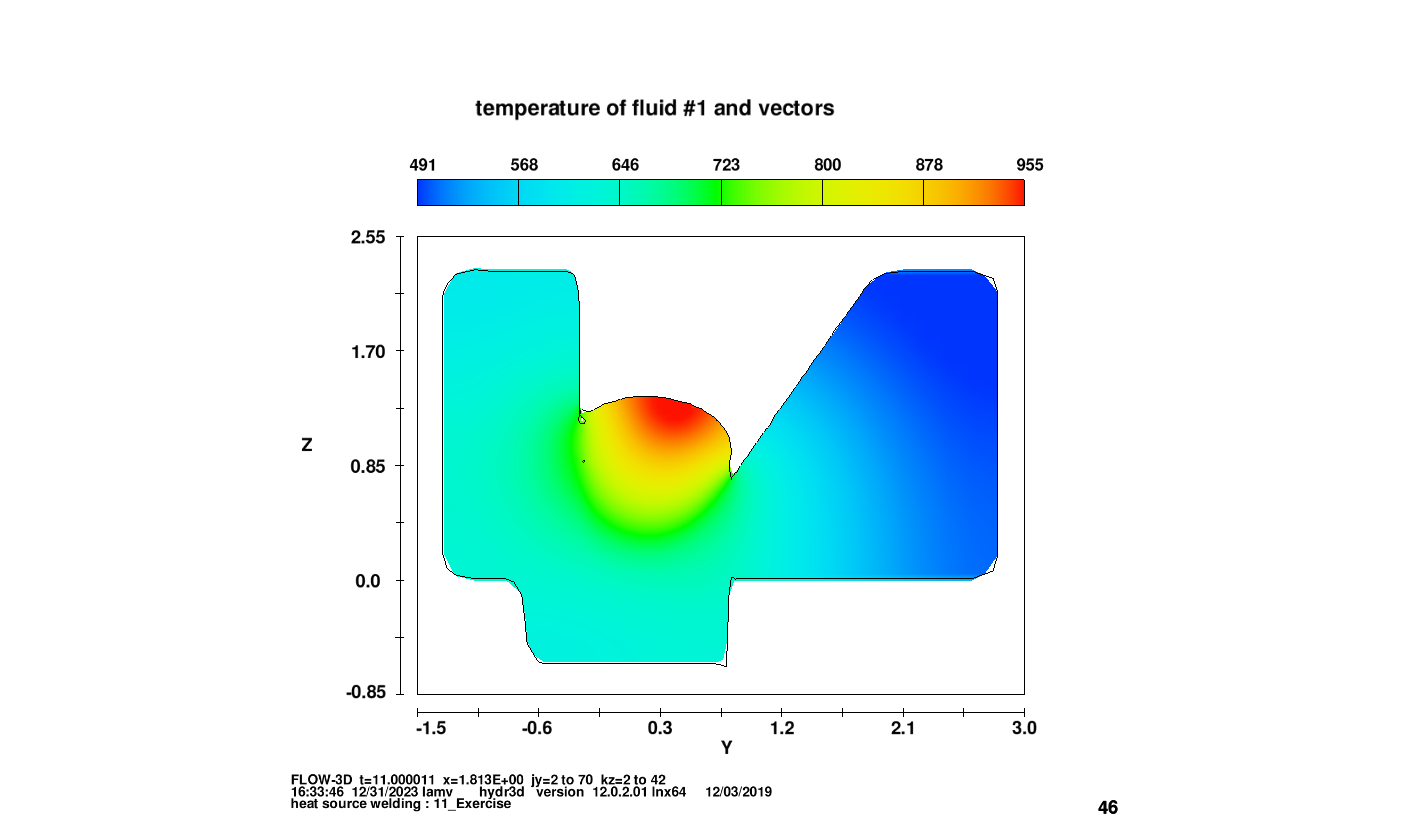 temperature of fluid #1 and vectors
491 568 646 723 800 878 955
2.55
1.70
Z
0.85
0.0
-0.85
-1.5 -0.6 0.3 1.2 2.1 3.0
Y
FLOW-3D t=11.000011 x=1.813E+00 jy=2 to 70 kz=2 to 42
16:33:46 12/31/2023 lamv hydr3d version 12.0.2.01 lnx64 12/03/2019
heat source welding : 11_Exercise
46